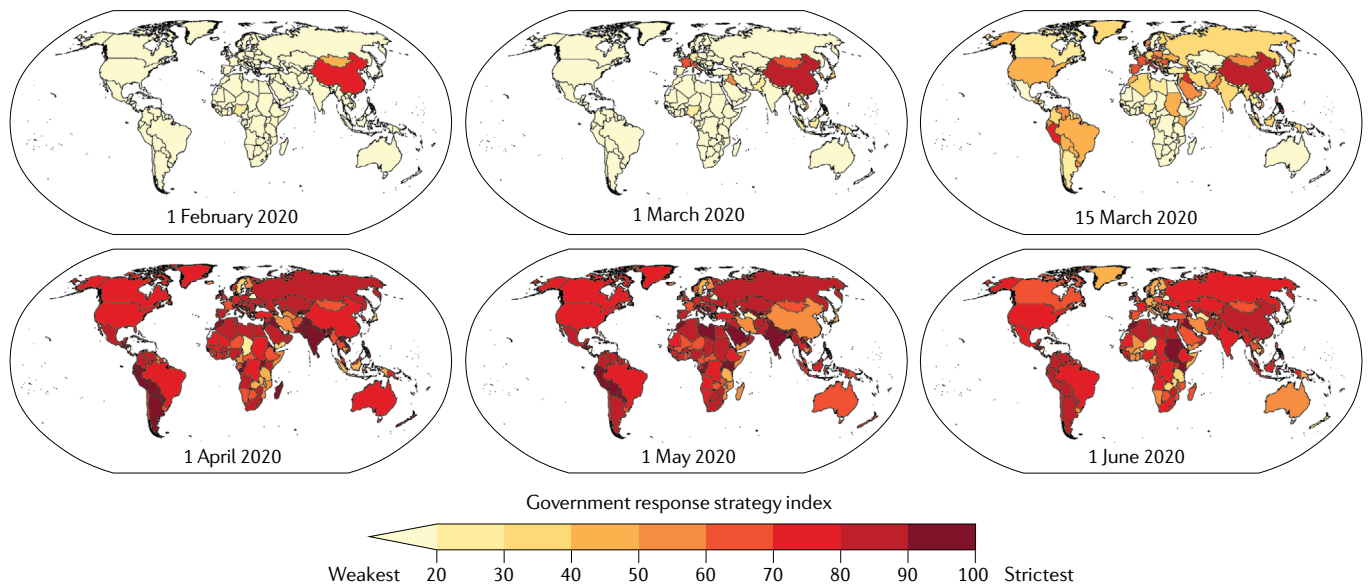 1 February 2020
1 March 2020
15 March 2020
1 April 2020
1 May 2020
1 June 2020
Government response strategy index
Weakest 20 30 40 50 60 70 80 90 100 Strictest